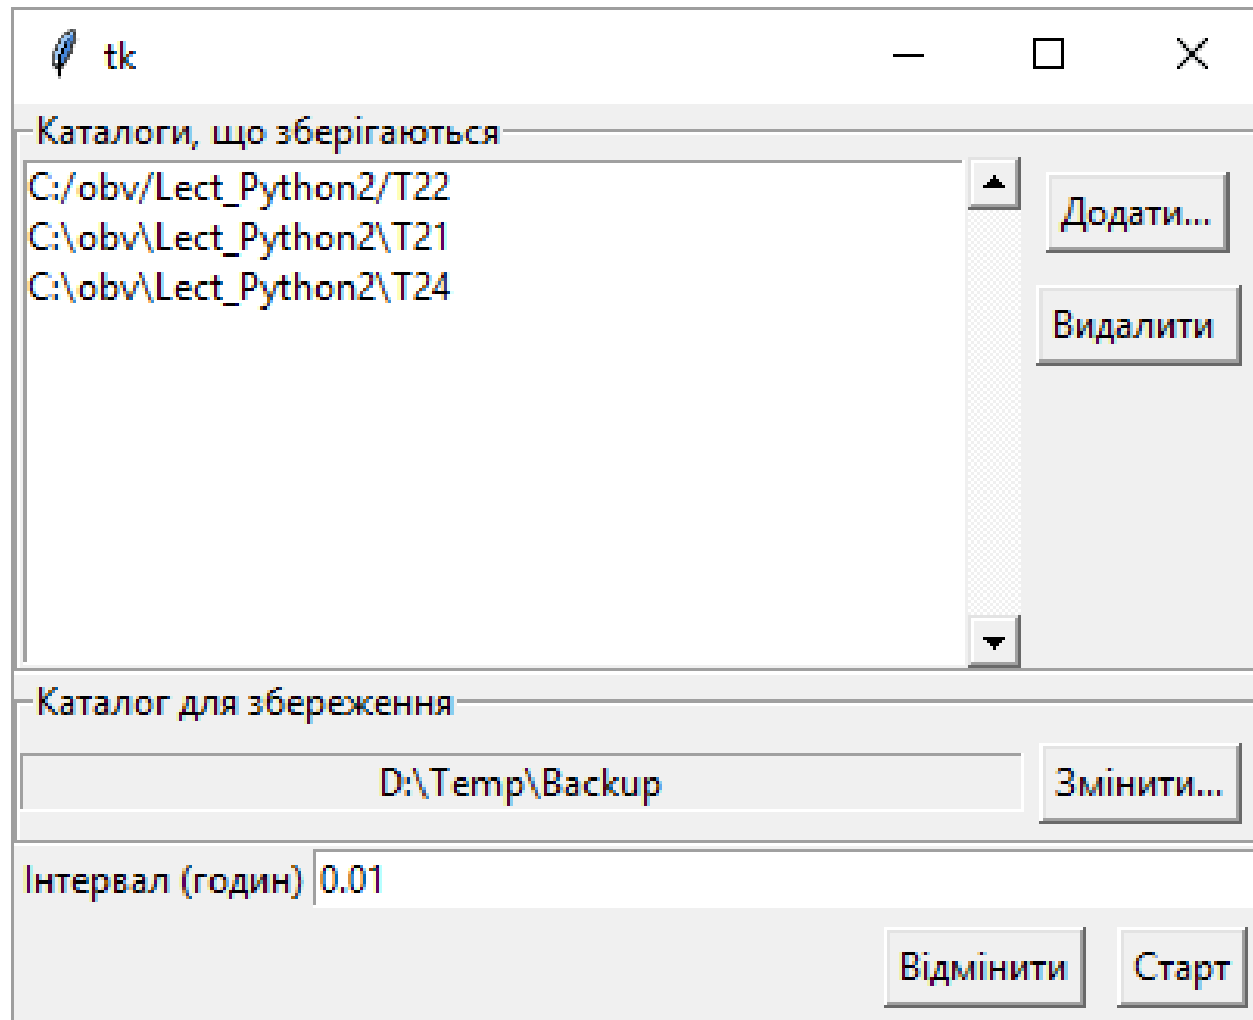 tk
Каталоги, що зберігаються
C:/obv/Lect_Python2/T22
C:\obv\Lect_Python2\T21
C:\obv\Lect_Python2\T24
Додати...
Видалити
Каталог для збереження
D:\Temp\Backup
Змінити...
Інтервал (годин) 0.01
Відмінити Старт